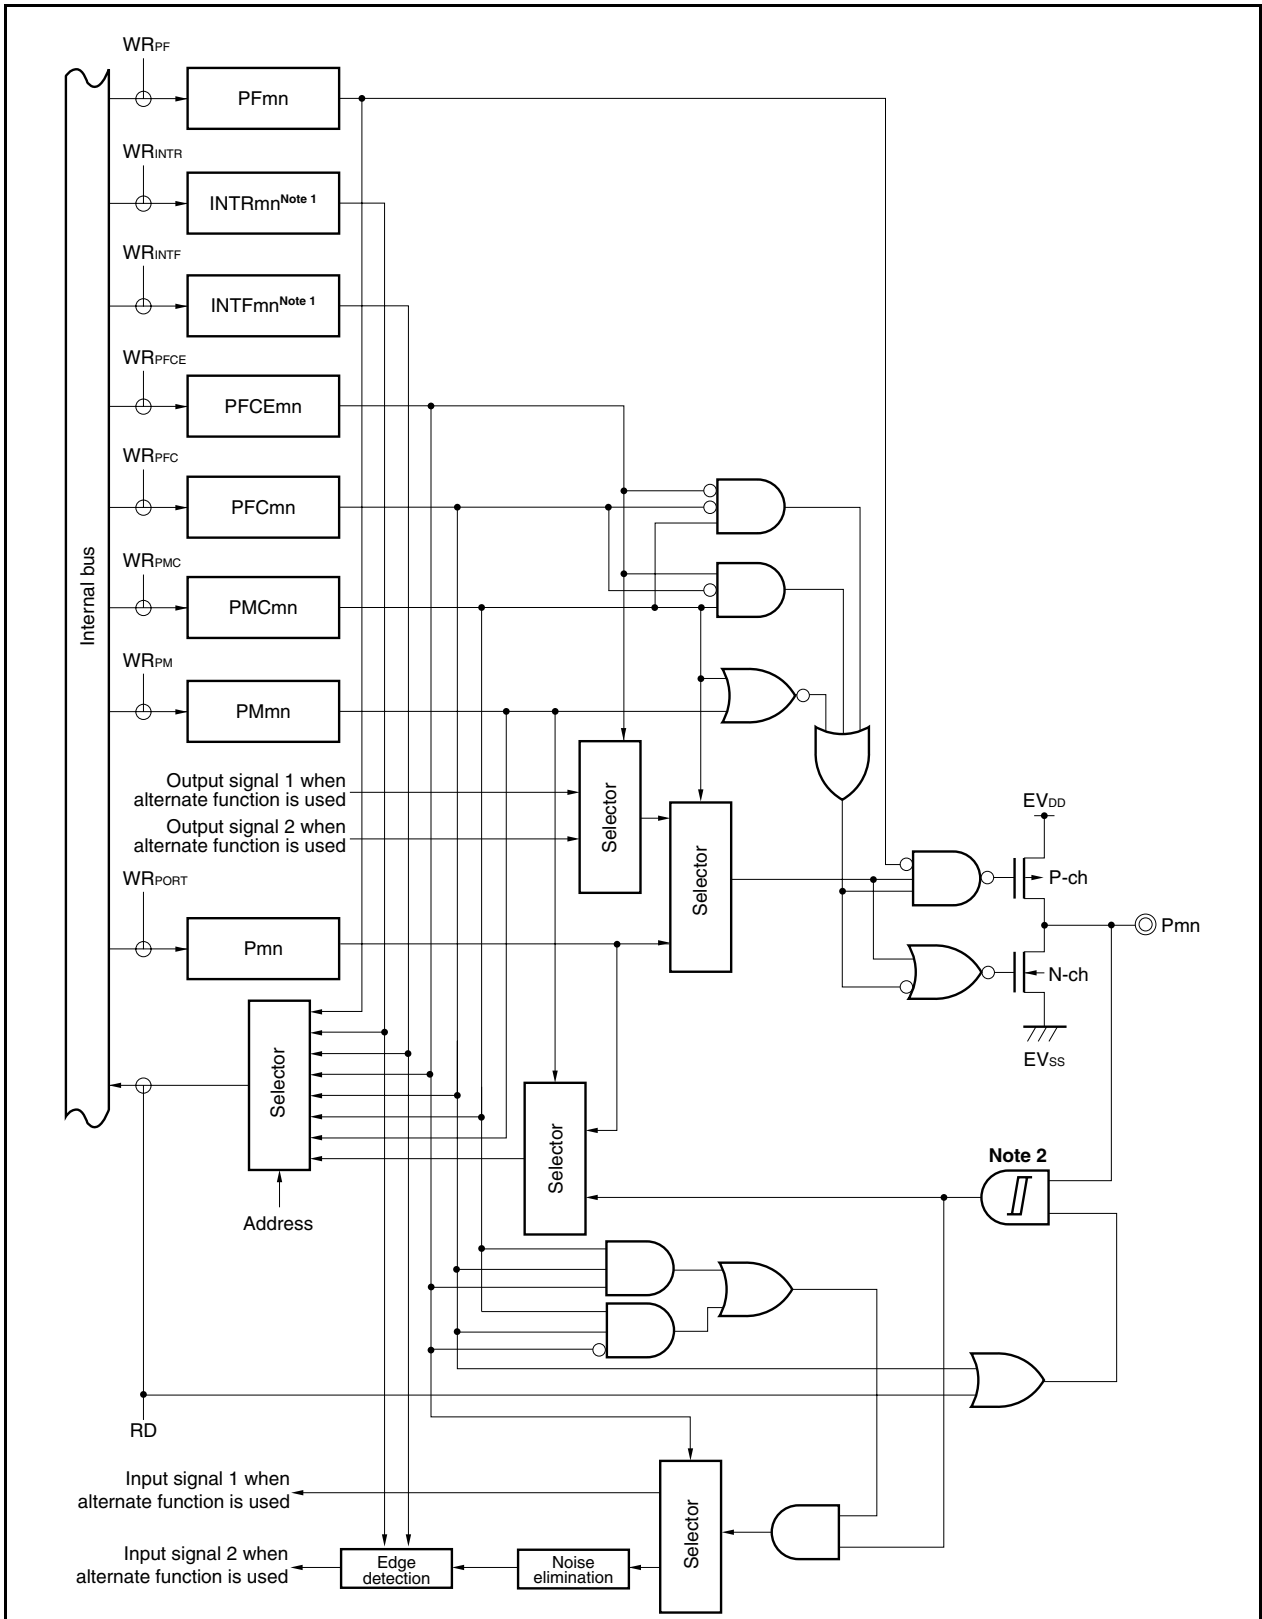 WRPF
PFmn
WRINTR
INTRmnNote 1
WRINTF
INTFmnNote 1
WRPFCE
PFCEmn
WRPFC
PFCmn
WRPMC
PMCmn
WRPM
PMmn
Internal bus
Output signal 1 when
alternate function is used
Output signal 2 when
alternate function is used
Selector
Selector
WRPORT
Pmn
EVDD
P-ch
Pmn
N-ch
EVSS
Selector
Address
Selector
Note 2
RD
Input signal 1 when
alternate function is used
Input signal 2 when
alternate function is used
Edge
detection
Noise
elimination
Selector